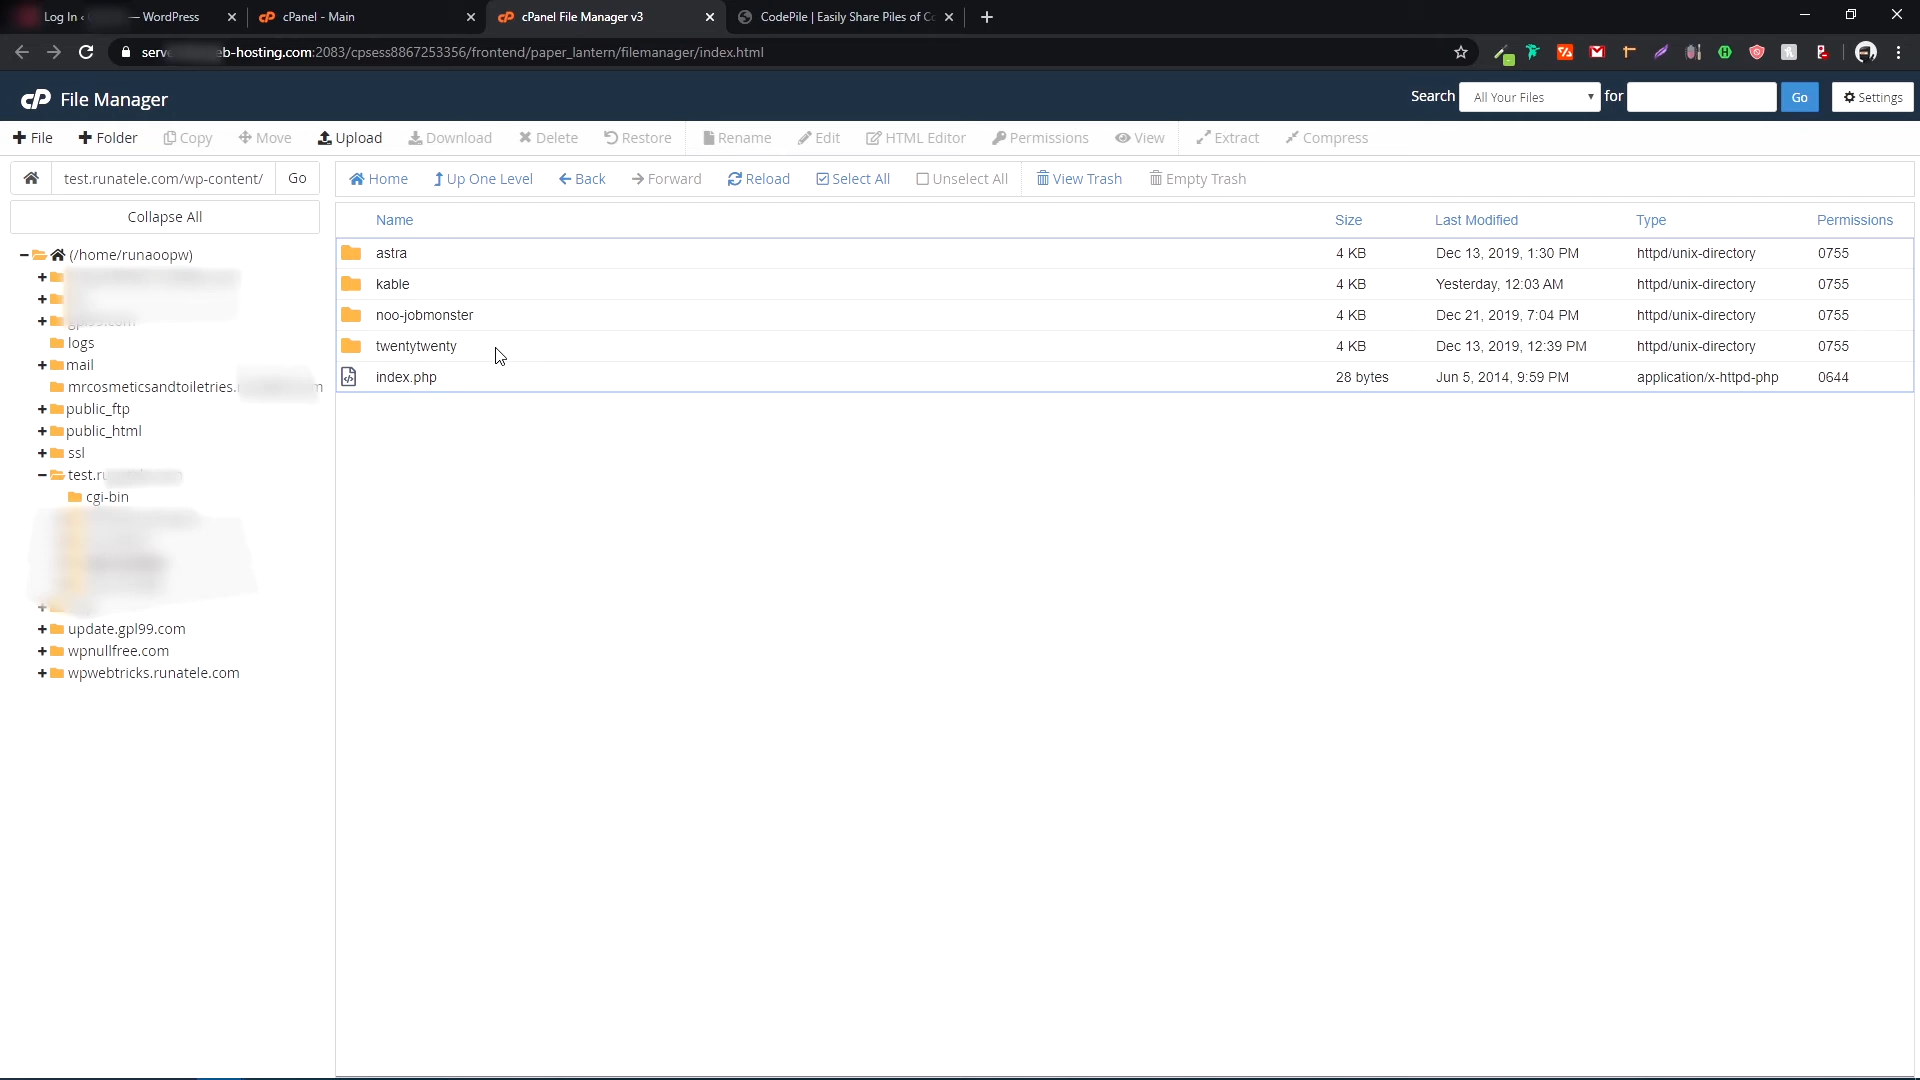 Log In ‹ — WordPress
cPanel - Main
cPanel File Manager v3
CodePile | Easily Share Piles of Co
serv eb-hosting.com:2083/cpsess8867253356/frontend/paper_lantern/filemanager/index.html
cP File Manager
Search All Your Files for Go Settings
File Folder Copy Move Upload Download Delete Restore Rename Edit HTML Editor Permissions View Extract Compress
test.runatele.com/wp-content/ Go
Home Up One Level Back Forward Reload Select All Unselect All View Trash Empty Trash
Collapse All
(/home/runaoopw)
gpl99.com
logs
mail
mrcosmeticsandtoiletries.
public_ftp
public_html
ssl
test.ru
cgi-bin
update.gpl99.com
wpnullfree.com
wpwebtricks.runatele.com
Name Size Last Modified Type Permissions
astra 4 KB Dec 13, 2019, 1:30 PM httpd/unix-directory 0755
kable 4 KB Yesterday, 12:03 AM httpd/unix-directory 0755
noo-jobmonster 4 KB Dec 21, 2019, 7:04 PM httpd/unix-directory 0755
twentytwenty 4 KB Dec 13, 2019, 12:39 PM httpd/unix-directory 0755
index.php 28 bytes Jun 5, 2014, 9:59 PM application/x-httpd-php 0644